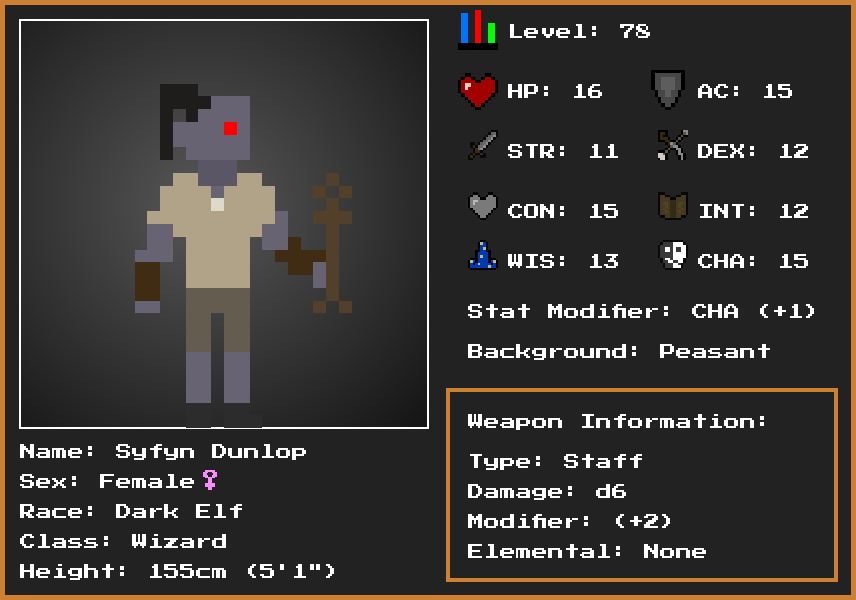 Level: 78
HP: 16 AC: 15
STR: 11 DEX: 12
CON: 15 INT: 12
WIS: 13 CHA: 15
Stat Modifier: CHA (+1)
Background: Peasant
Weapon Information:
Type: Staff
Damage: d6
Modifier: (+2)
Elemental: None
Name: Syfyn Dunlop
Sex: Female♀
Race: Dark Elf
Class: Wizard
Height: 155cm (5'1")